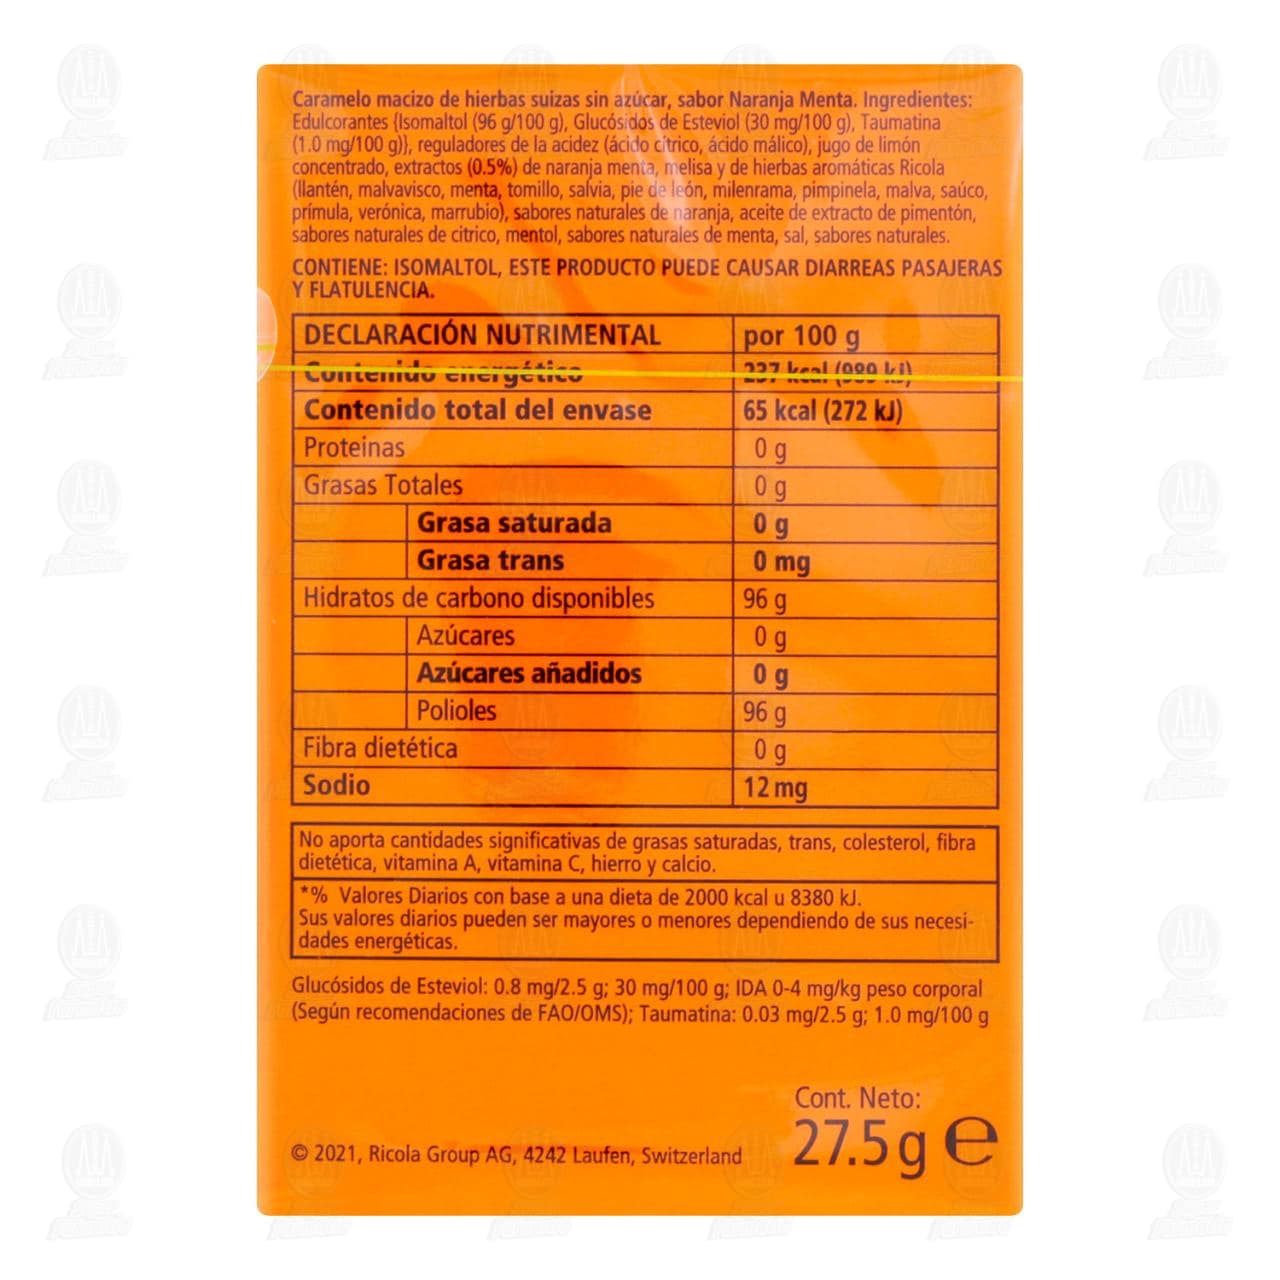 Caramelo macizo de hierbas suizas sin azúcar, sabor Naranja Menta. Ingredientes:
Edulcorantes {Isomaltol (96 g/100 g), Glucósidos de Esteviol (30 mg/100 g), Taumatina
(1.0 mg/100 g)}, reguladores de la acidez (ácido cítrico, ácido málico), jugo de limón
concentrado, extractos (0.5%) de naranja menta, melisa y de hierbas aromáticas Ricola
(llantén, malvavisco, menta, tomillo, salvia, pie de león, milenrama, pimpinela, malva, saúco,
prímula, verónica, marrubio), sabores naturales de naranja, aceite de extracto de pimentón,
sabores naturales de cítrico, mentol, sabores naturales de menta, sal, sabores naturales.
CONTIENE: ISOMALTOL, ESTE PRODUCTO PUEDE CAUSAR DIARREAS PASAJERAS
Y FLATULENCIA.
DECLARACIÓN NUTRIMENTAL por 100 g
Contenido energético 237 kcal (989 kJ)
Contenido total del envase 65 kcal (272 kJ)
Proteinas 0 g
Grasas Totales 0 g
Grasa saturada 0 g
Grasa trans 0 mg
Hidratos de carbono disponibles 96 g
Azúcares 0 g
Azúcares añadidos 0 g
Polioles 96 g
Fibra dietética 0 g
Sodio 12 mg
No aporta cantidades significativas de grasas saturadas, trans, colesterol, fibra
dietética, vitamina A, vitamina C, hierro y calcio.
*% Valores Diarios con base a una dieta de 2000 kcal u 8380 kJ.
Sus valores diarios pueden ser mayores o menores dependiendo de sus necesi-
dades energéticas.
Glucósidos de Esteviol: 0.8 mg/2.5 g; 30 mg/100 g; IDA 0-4 mg/kg peso corporal
(Según recomendaciones de FAO/OMS); Taumatina: 0.03 mg/2.5 g; 1.0 mg/100 g
Cont. Neto:
27.5 g e
© 2021, Ricola Group AG, 4242 Laufen, Switzerland